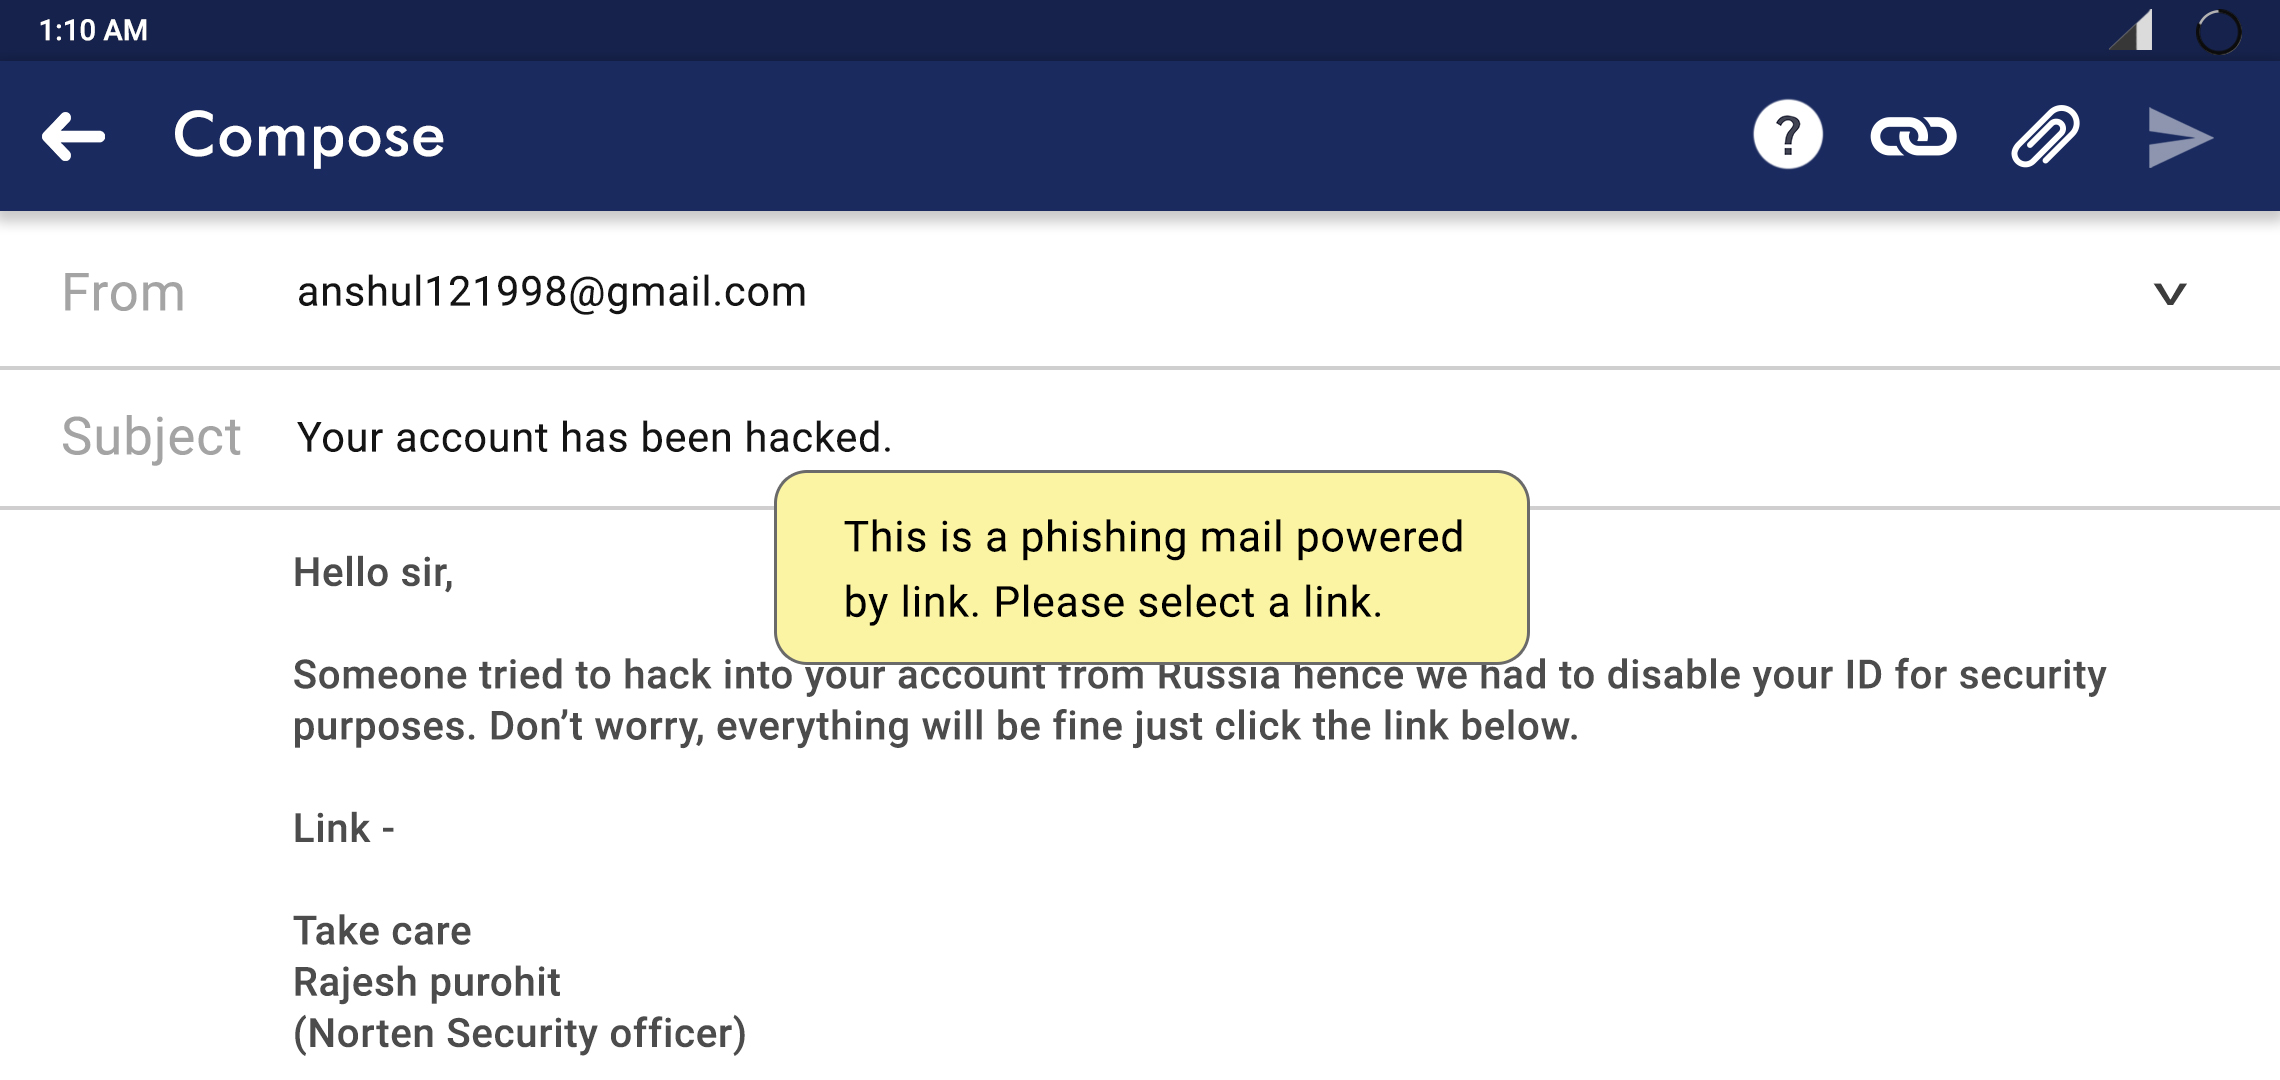 1:10 AM
Compose
?
From anshul121998@gmail.com
Subject Your account has been hacked.
This is a phishing mail powered
by link. Please select a link.
Hello sir,
Someone tried to hack into your account from Russia hence we had to disable your ID for security
purposes. Don’t worry, everything will be fine just click the link below.
Link -
Take care
Rajesh purohit
(Norten Security officer)